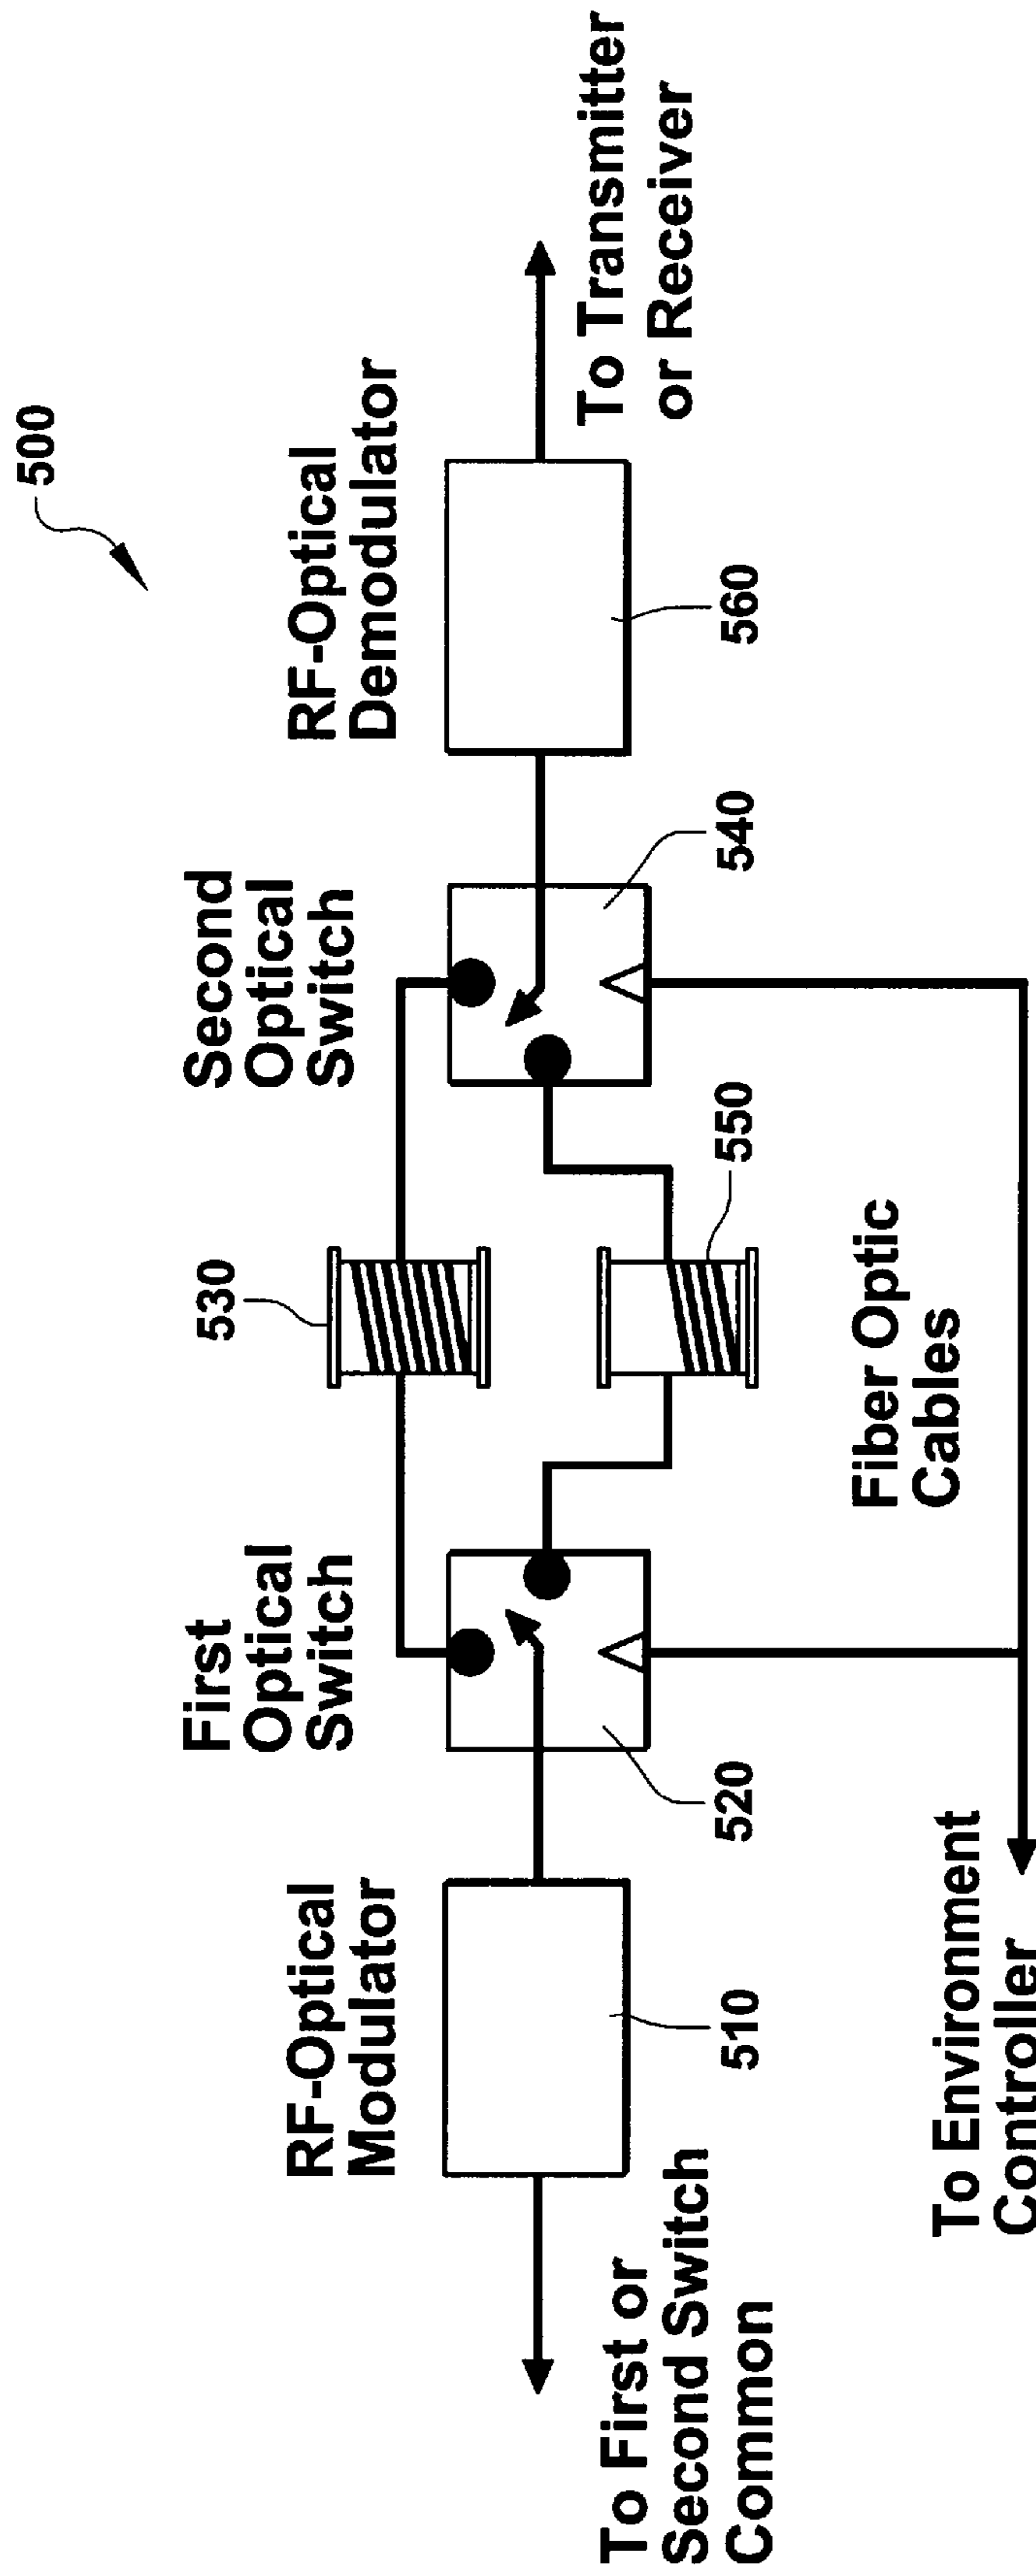 500
RF-Optical
Modulator
First
Optical
Switch
530
Second
Optical
Switch
RF-Optical
Demodulator
510
520
550
540
560
To First or
Second Switch
Common
To Transmitter
or Receiver
Fiber Optic
Cables
To Environment
Controller